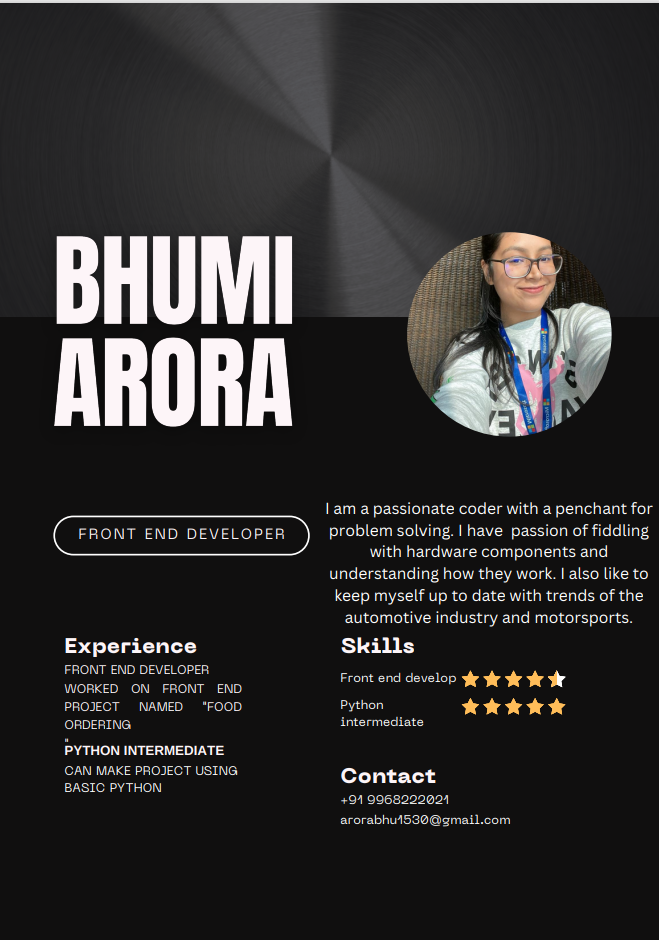 BHUMI
ARORA
FRONT END DEVELOPER
I am a passionate coder with a penchant for
problem solving. I have  passion of fiddling
with hardware components and
understanding how they work. I also like to
keep myself up to date with trends of the
automotive industry and motorsports.
Experience
FRONT END DEVELOPER
WORKED ON FRONT END
PROJECT NAMED "FOOD
ORDERING
"
PYTHON INTERMEDIATE
CAN MAKE PROJECT USING
BASIC PYTHON
Skills
Front end develop
Python
intermediate
Contact
+91 9968222021
arorabhu1530@gmail.com